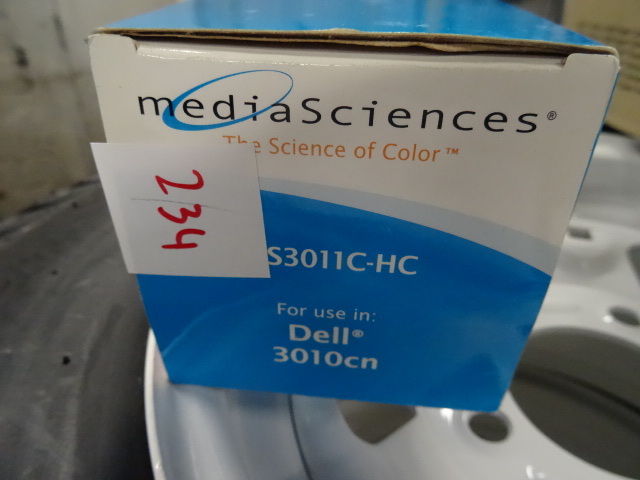 mediaSciences®
The Science of Color™
234
S3011C-HC
For use in:
Dell®
3010cn